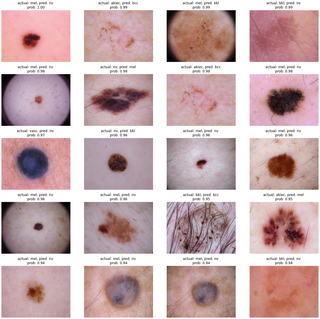 actual: mel, pred: nv
prob: 1.00
actual: akiec, pred: bcc
prob: 0.99
actual: mel, pred: bkl
prob: 0.99
actual: bkl, pred: nv
prob: 0.99
actual: mel, pred: nv
prob: 0.98
actual: nv, pred: mel
prob: 0.98
actual: akiec, pred: bcc
prob: 0.98
actual: mel, pred: nv
prob: 0.98
actual: vasc, pred: nv
prob: 0.97
actual: nv, pred: bkl
prob: 0.96
actual: mel, pred: nv
prob: 0.96
actual: mel, pred: nv
prob: 0.96
actual: mel, pred: nv
prob: 0.96
actual: mel, pred: nv
prob: 0.96
actual: bkl, pred: bcc
prob: 0.95
actual: akiec, pred: mel
prob: 0.95
actual: mel, pred: nv
prob: 0.94
actual: mel, pred: nv
prob: 0.94
actual: mel, pred: nv
prob: 0.94
actual: bkl, pred: nv
prob: 0.94